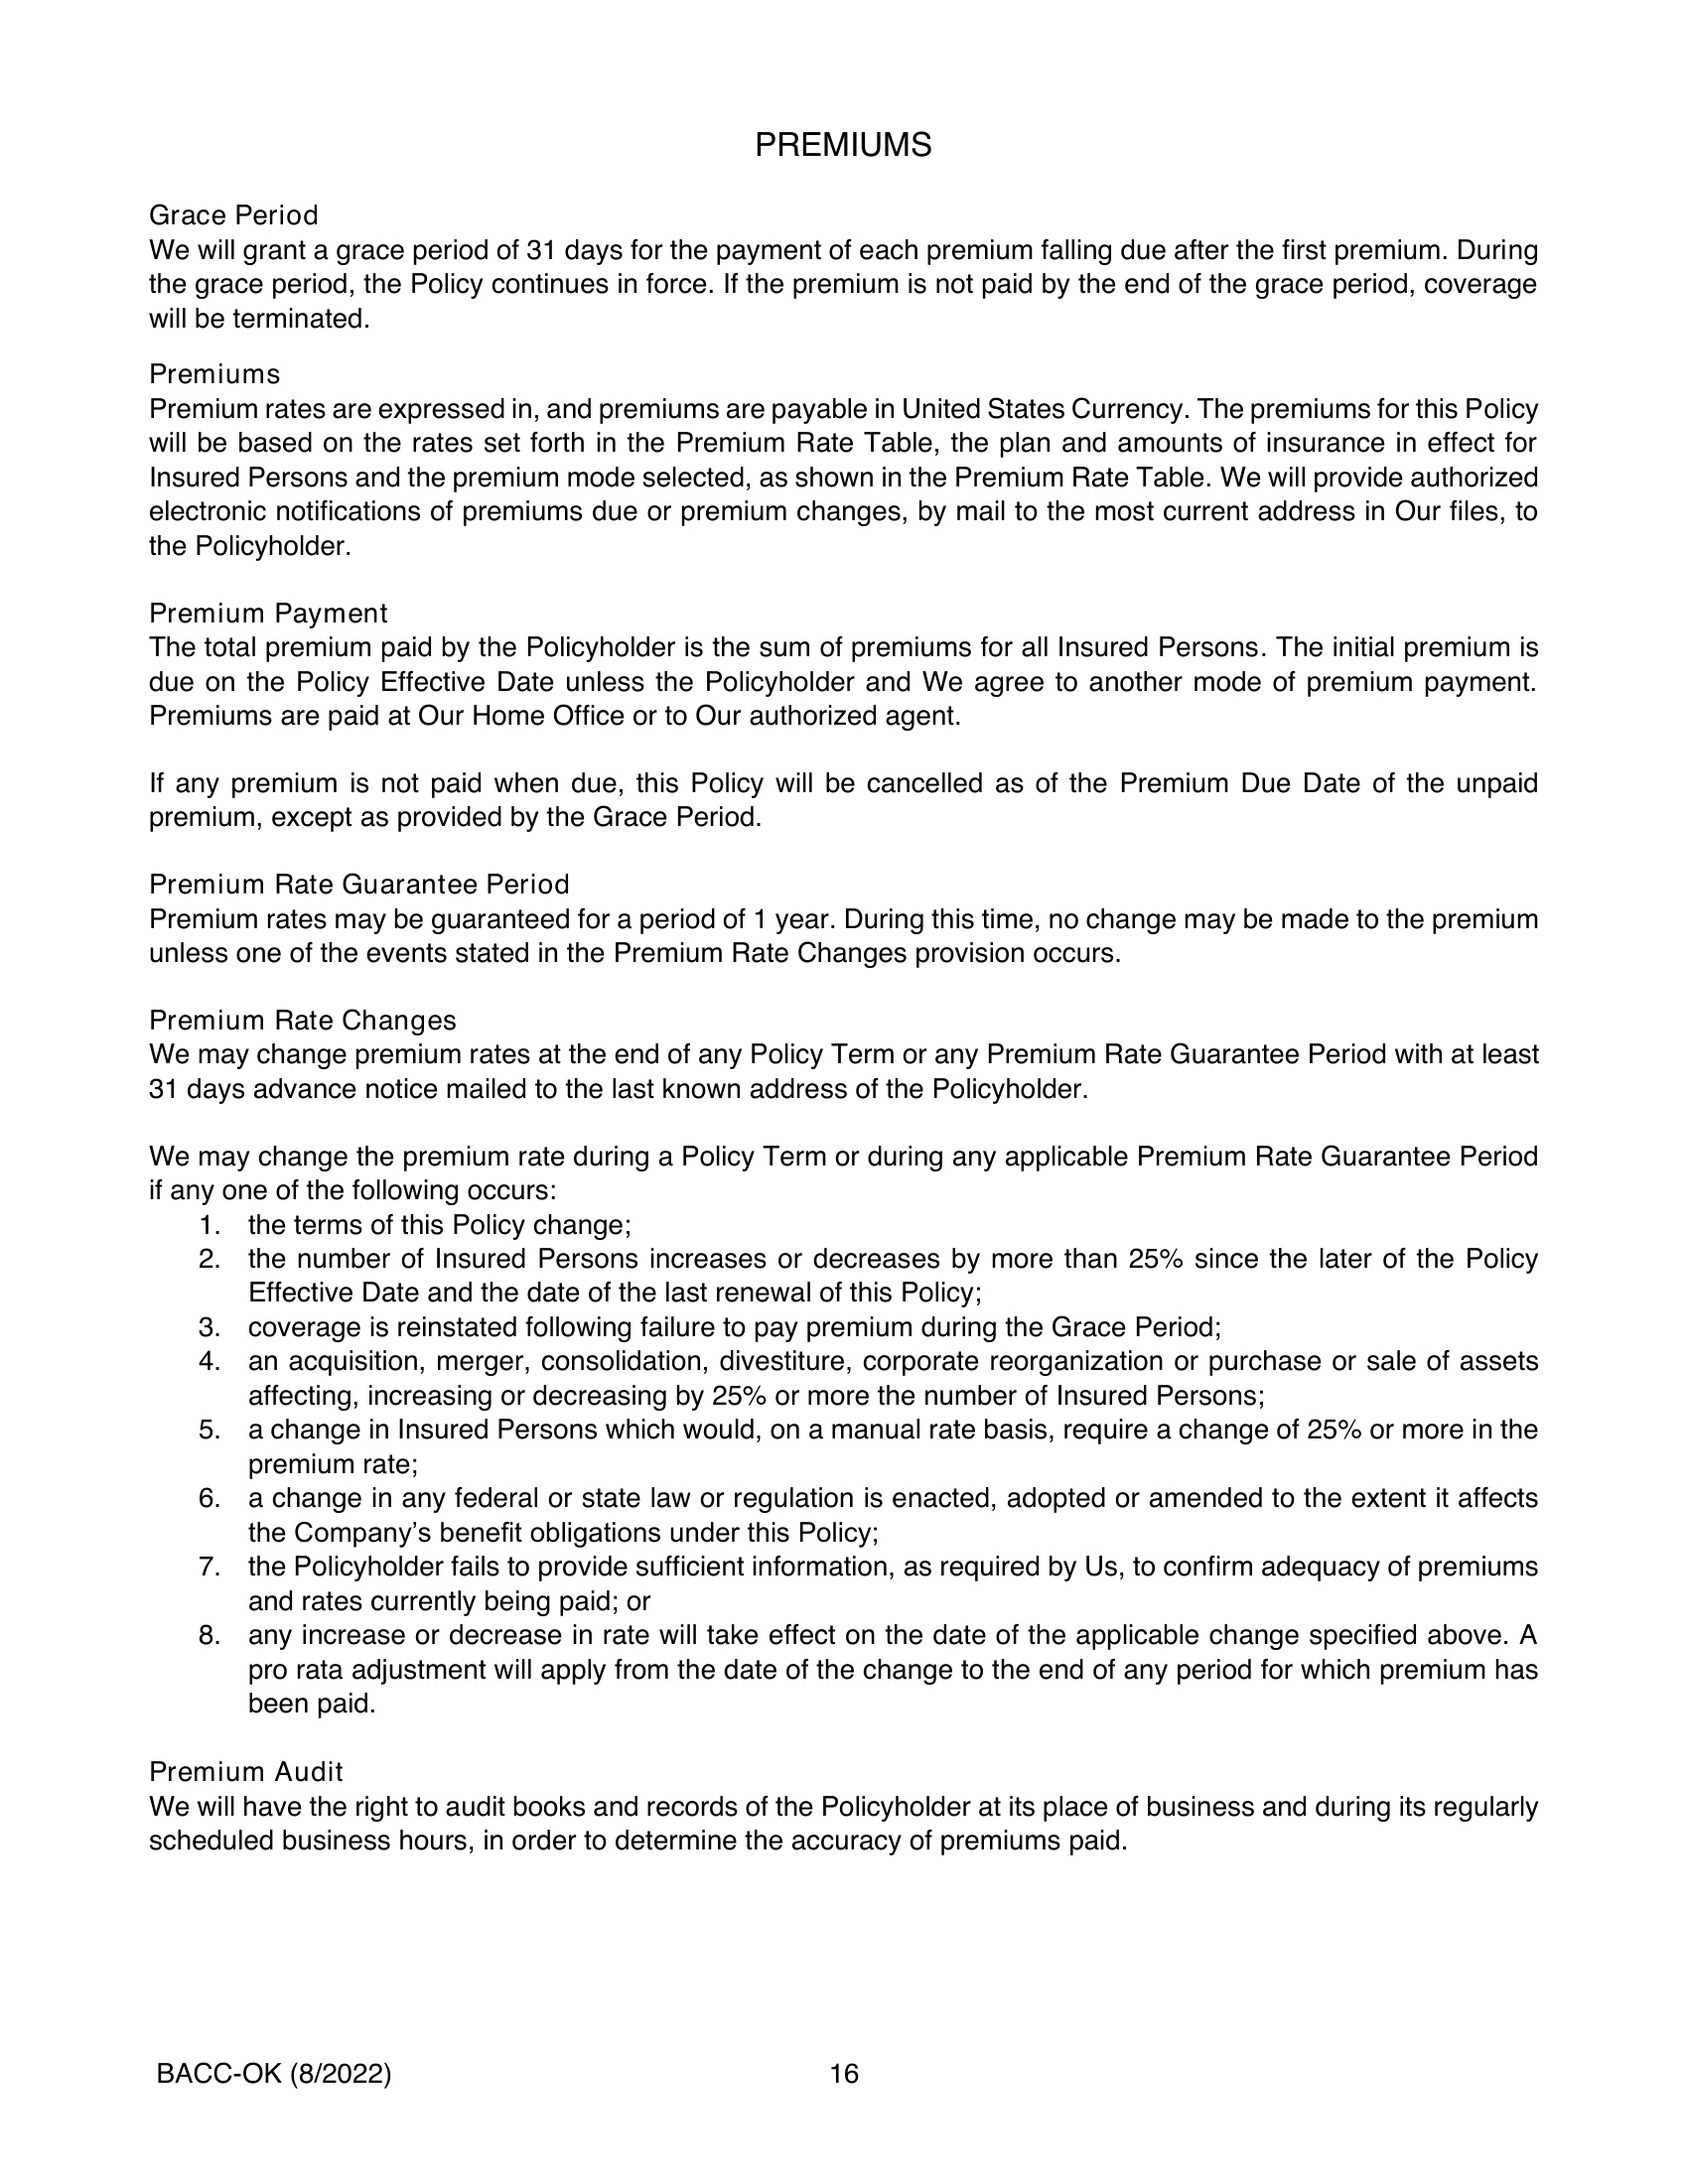 PREMIUMS
Grace Period
We will grant a grace period of 31 days for the payment of each premium falling due after the first premium. During
the grace period, the Policy continues in force. If the premium is not paid by the end of the grace period, coverage
will be terminated.
Premiums
Premium rates are expressed in, and premiums are payable in United States Currency. The premiums for this Policy
will be based on the rates set forth in the Premium Rate Table, the plan and amounts of insurance in effect for
Insured Persons and the premium mode selected, as shown in the Premium Rate Table. We will provide authorized
electronic notifications of premiums due or premium changes, by mail to the most current address in Our files, to
the Policyholder.
Premium Payment
The total premium paid by the Policyholder is the sum of premiums for all Insured Persons. The initial premium is
due on the Policy Effective Date unless the Policyholder and We agree to another mode of premium payment.
Premiums are paid at Our Home Office or to Our authorized agent.
If any premium is not paid when due, this Policy will be cancelled as of the Premium Due Date of the unpaid
premium, except as provided by the Grace Period.
Premium Rate Guarantee Period
Premium rates may be guaranteed for a period of 1 year. During this time, no change may be made to the premium
unless one of the events stated in the Premium Rate Changes provision occurs.
Premium Rate Changes
We may change premium rates at the end of any Policy Term or any Premium Rate Guarantee Period with at least
31 days advance notice mailed to the last known address of the Policyholder.
We may change the premium rate during a Policy Term or during any applicable Premium Rate Guarantee Period
if any one of the following occurs:
1. the terms of this Policy change;
2. the number of Insured Persons increases or decreases by more than 25% since the later of the Policy
Effective Date and the date of the last renewal of this Policy;
3. coverage is reinstated following failure to pay premium during the Grace Period;
4. an acquisition, merger, consolidation, divestiture, corporate reorganization or purchase or sale of assets
affecting, increasing or decreasing by 25% or more the number of Insured Persons;
5. a change in Insured Persons which would, on a manual rate basis, require a change of 25% or more in the
premium rate;
6. a change in any federal or state law or regulation is enacted, adopted or amended to the extent it affects
the Company’s benefit obligations under this Policy;
7. the Policyholder fails to provide sufficient information, as required by Us, to confirm adequacy of premiums
and rates currently being paid; or
8. any increase or decrease in rate will take effect on the date of the applicable change specified above. A
pro rata adjustment will apply from the date of the change to the end of any period for which premium has
been paid.
Premium Audit
We will have the right to audit books and records of the Policyholder at its place of business and during its regularly
scheduled business hours, in order to determine the accuracy of premiums paid.
BACC-OK (8/2022) 16